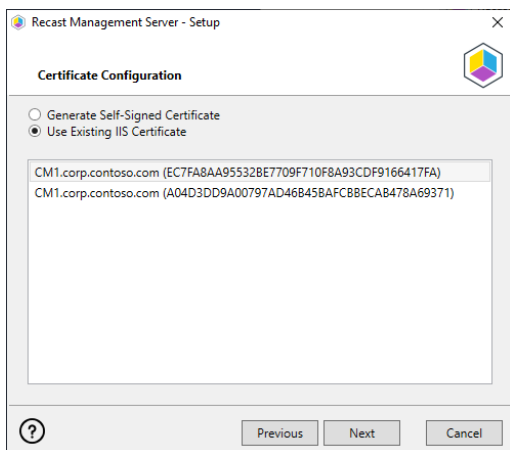 Recast Management Server - Setup
Certificate Configuration
Generate Self-Signed Certificate
Use Existing IIS Certificate
CM1.corp.contoso.com (EC7FA8AA95532BE7709F710F8A93CDF9166417FA)
CM1.corp.contoso.com (A04D3DD9A00797AD46B45BAFCBBECAB478A69371)
?
Previous
Next
Cancel